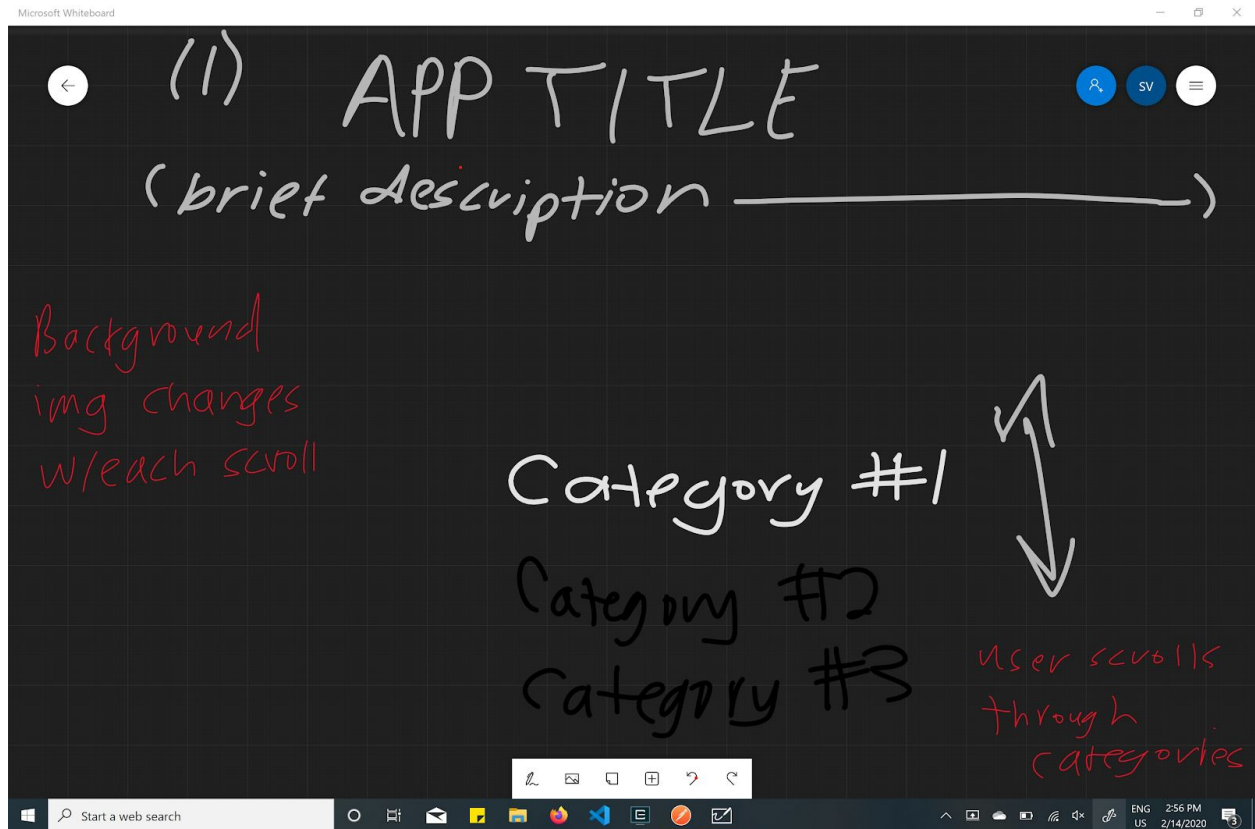 Microsoft Whiteboard
(1) APP TITLE
SV
(brief description)
Background
img changes
w/each scroll
Category #1
Category #2
Category #3
User scrolls
through
categories
Start a web search
ENG 2:56 PM
US 2/14/2020
3